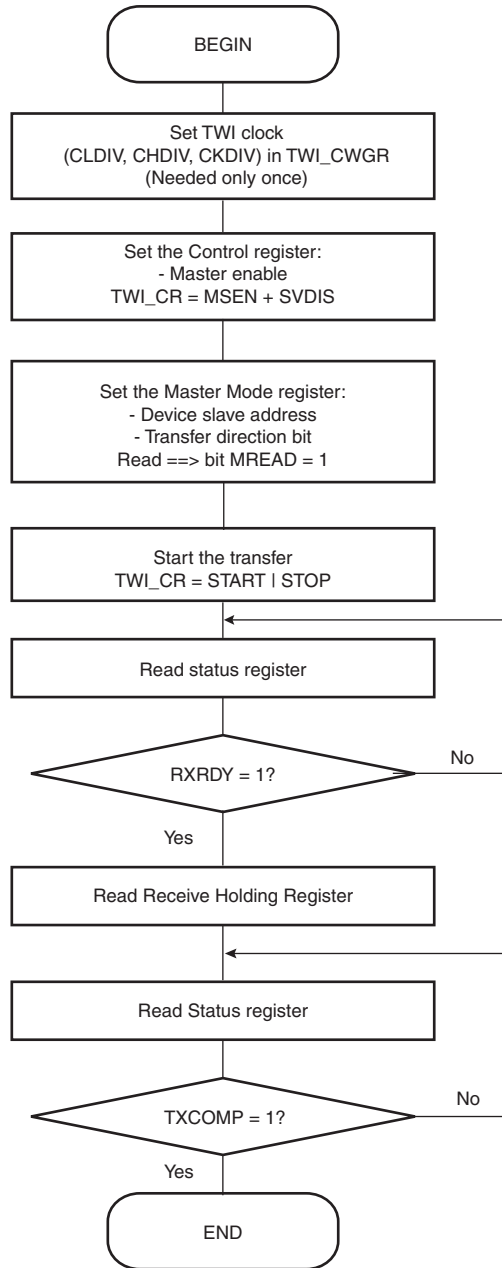 BEGIN
Set TWI clock
(CLDIV, CHDIV, CKDIV) in TWI_CWGR
(Needed only once)
Set the Control register:
- Master enable
TWI_CR = MSEN + SVDIS
Set the Master Mode register:
- Device slave address
- Transfer direction bit
Read ==> bit MREAD = 1
Start the transfer
TWI_CR = START | STOP
Read status register
RXRDY = 1?
No
Yes
Read Receive Holding Register
Read Status register
TXCOMP = 1?
No
Yes
END